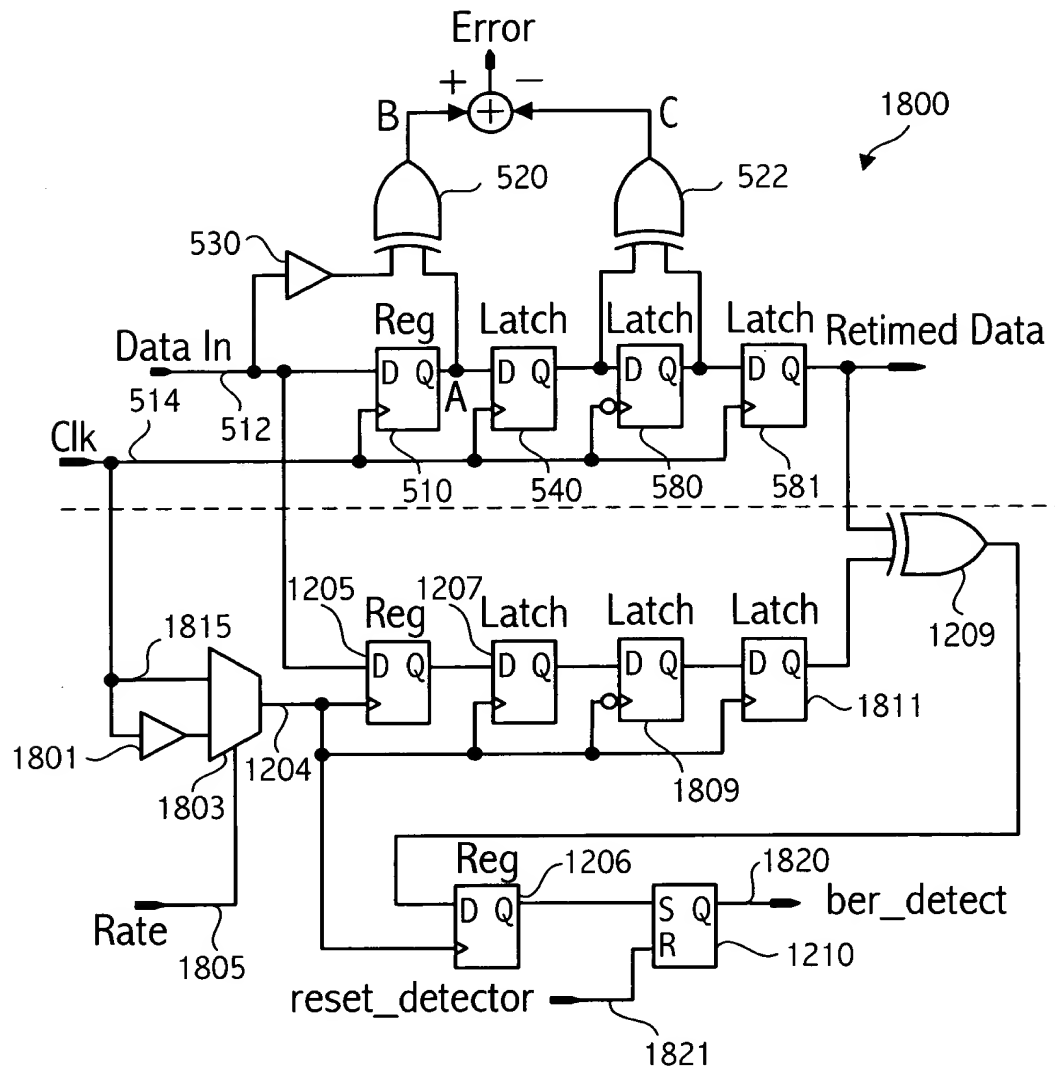 Error
+ −
B + C
1800
520 522
530
Reg Latch Latch Latch
Data In D Q D Q D Q D Q Retimed Data
A
514
512
Clk
510 540 580 581
1205 1207
Reg Latch Latch Latch
1209
1815
D Q D Q D Q D Q
1811
1801
1803
1204
1809
Reg 1206 1820
D Q S Q ber_detect
R
Rate
1805
1210
reset_detector
1821